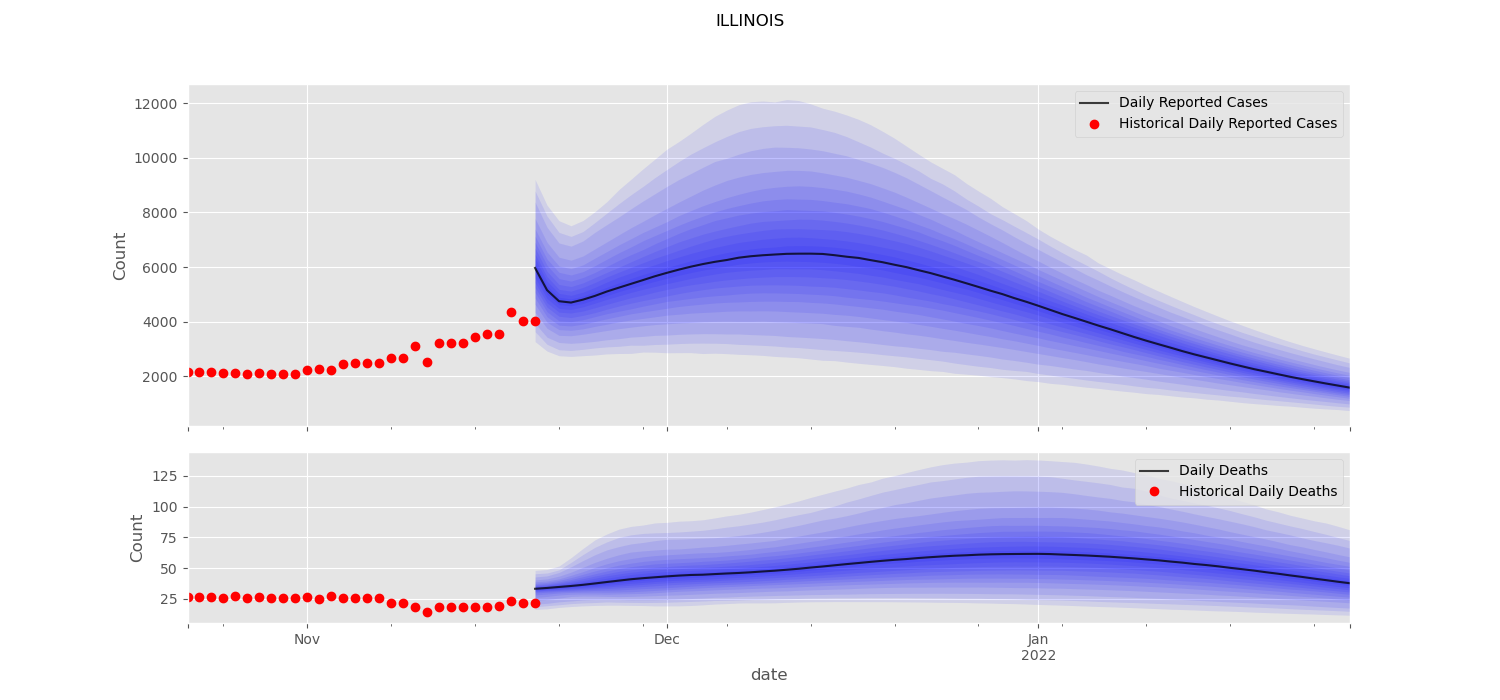 ILLINOIS
12000
10000
8000
6000
4000
2000
Count
Daily Reported Cases
Historical Daily Reported Cases
125
100
75
50
25
Count
Daily Deaths
Historical Daily Deaths
Nov
Dec
Jan
2022
date